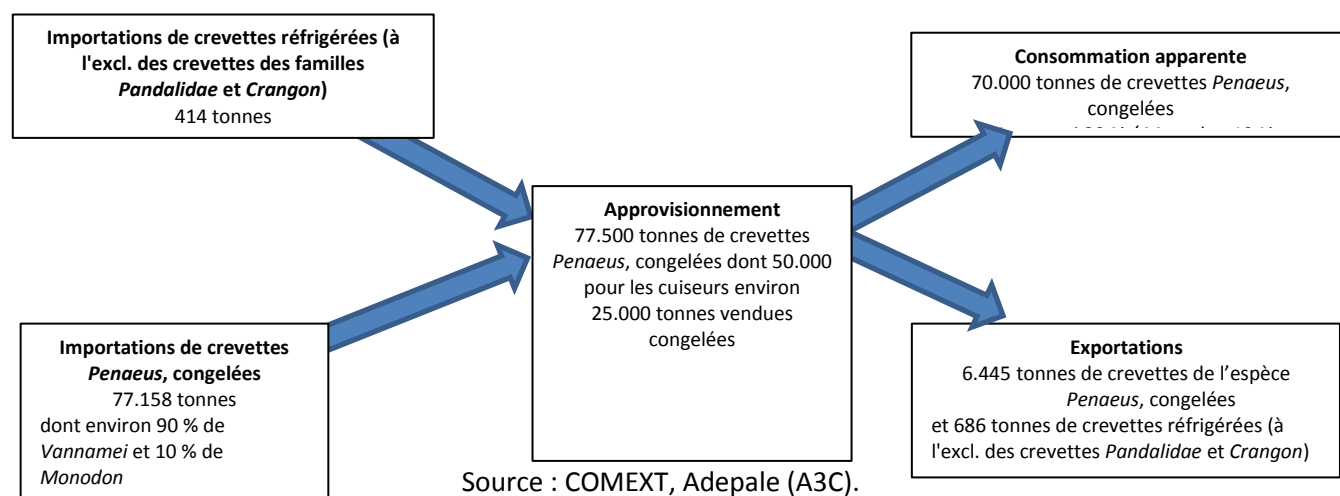 Importations de crevettes réfrigérées (à
l'excl. des crevettes des familles
Pandalidae et Crangon)
414 tonnes
Importations de crevettes
Penaeus, congelées
77.158 tonnes
dont environ 90 % de
Vannamei et 10 % de
Monodon
Approvisionnement
77.500 tonnes de crevettes
Penaeus, congelées dont 50.000
pour les cuiseurs environ
25.000 tonnes vendues
congelées
Consommation apparente
70.000 tonnes de crevettes Penaeus,
congelées
Exportations
6.445 tonnes de crevettes de l’espèce
Penaeus, congelées
et 686 tonnes de crevettes réfrigérées (à
l'excl. des crevettes Pandalidae et Crangon)
Source : COMEXT, Adepale (A3C).